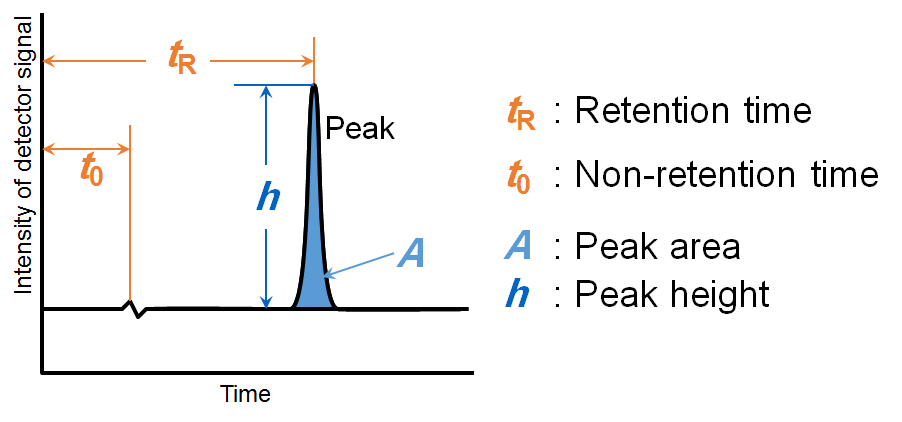 Intensity of detector signal
tR
t0
h
Peak
A
Time
tR : Retention time
t0 : Non-retention time
A : Peak area
h : Peak height